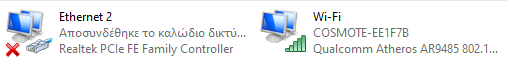 Ethernet 2
Αποσυνδέθηκε το καλώδιο δικτύ...
Realtek PCIe FE Family Controller
Wi-Fi
COSMOTE-EE1F7B
Qualcomm Atheros AR9485 802.1...